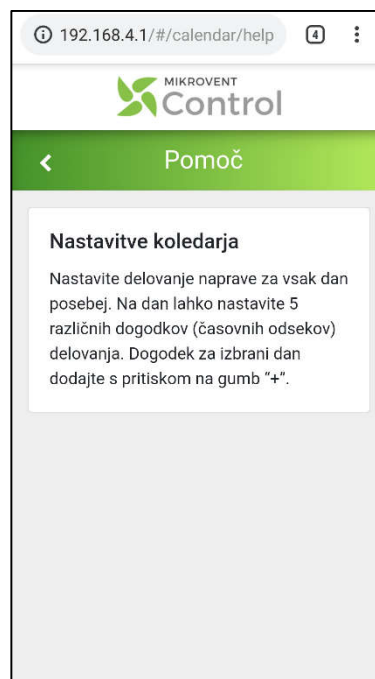 192.168.4.1/#/calendar/help 4
MIKROVENT
Control
Pomoč
Nastavitve koledarja
Nastavite delovanje naprave za vsak dan
posebej. Na dan lahko nastavite 5
različnih dogodkov (časovnih odsekov)
delovanja. Dogodek za izbrani dan
dodajte s pritiskom na gumb “+”.